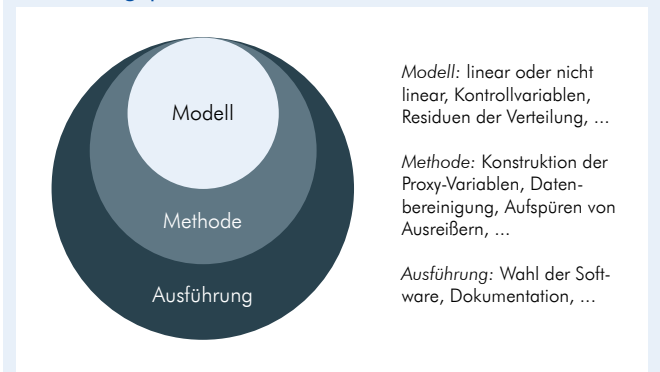 Modell
Methode
Ausführung
Modell: linear oder nicht
linear, Kontrollvariablen,
Residuen der Verteilung, ...
Methode: Konstruktion der
Proxy-Variablen, Daten-
bereinigung, Aufspüren von
Ausreißern, ...
Ausführung: Wahl der Soft-
ware, Dokumentation, ...